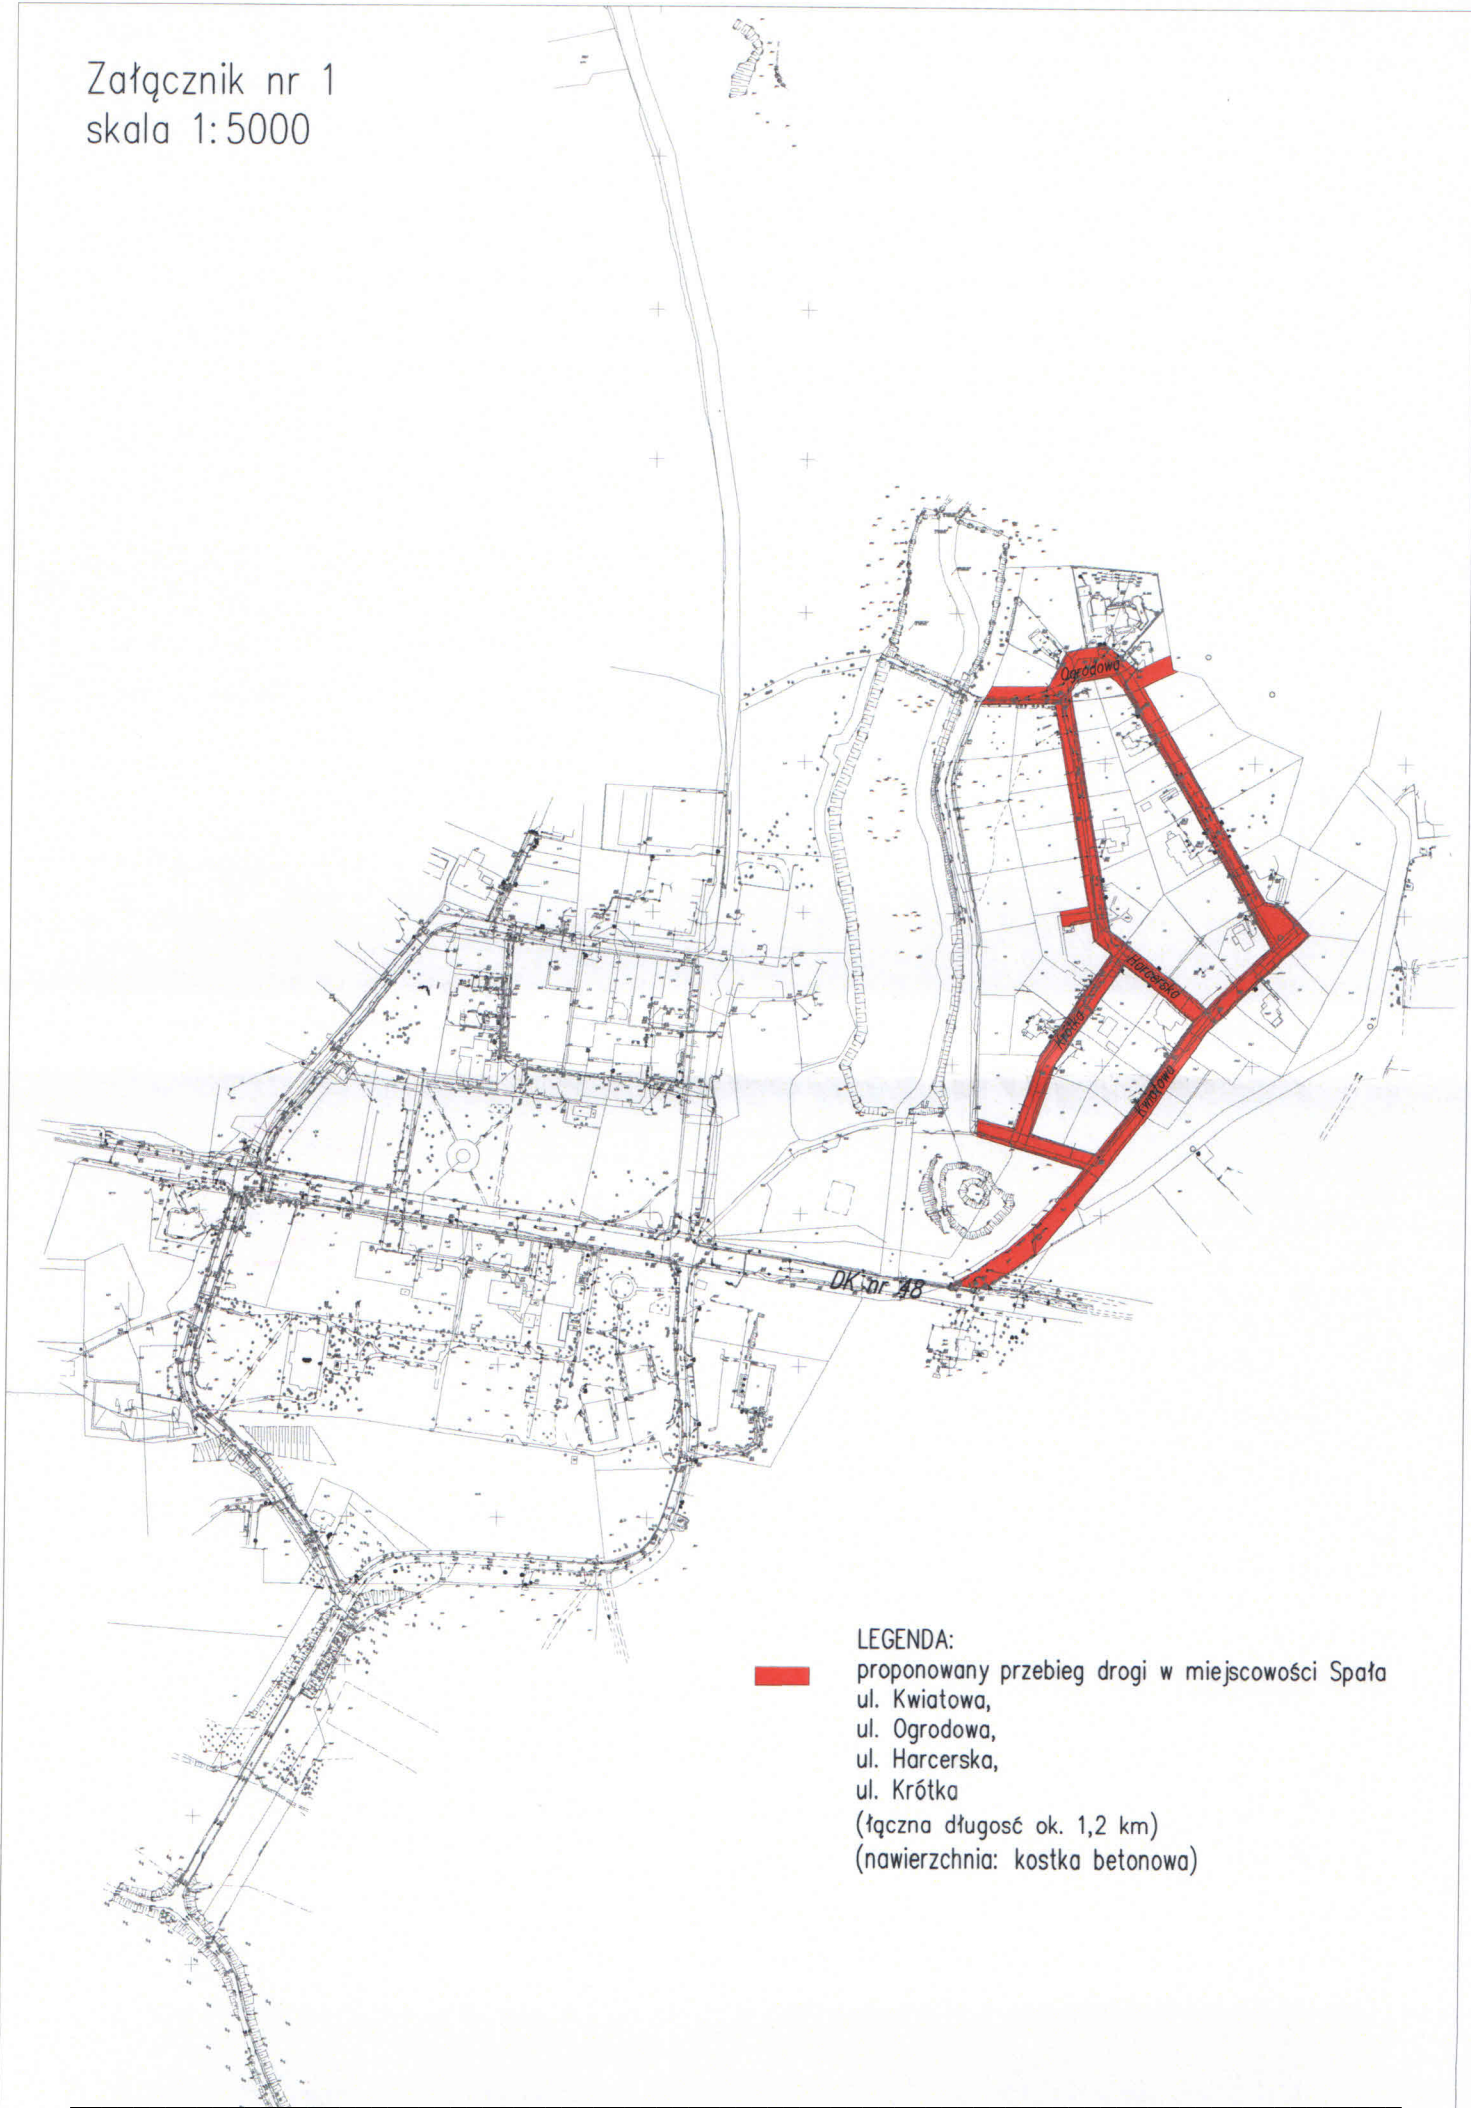 Załącznik nr 1
skala 1:5000
Ogrodowa
Harcerska
Krótka
Kwiatowa
DK nr 48
LEGENDA:
proponowany przebieg drogi w miejscowości Spała
ul. Kwiatowa,
ul. Ogrodowa,
ul. Harcerska,
ul. Krótka
(łączna długość ok. 1,2 km)
(nawierzchnia: kostka betonowa)